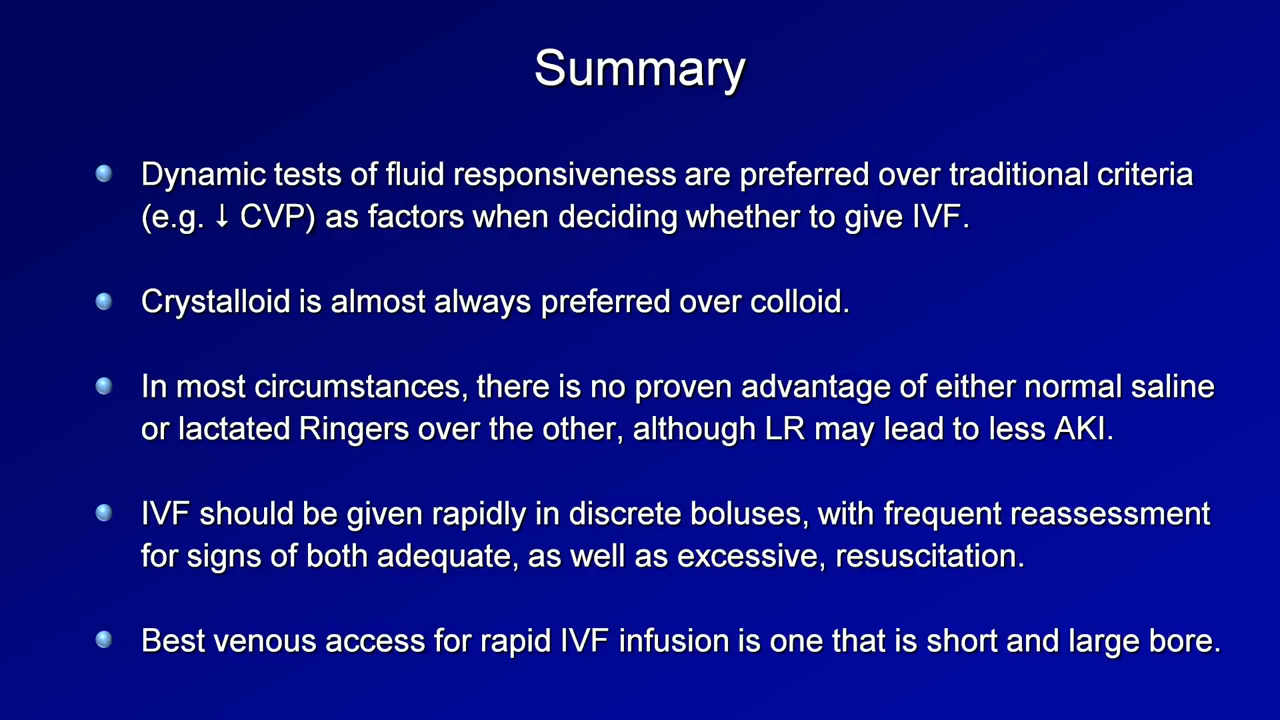 Summary
Dynamic tests of fluid responsiveness are preferred over traditional criteria
(e.g. ↓ CVP) as factors when deciding whether to give IVF.
Crystalloid is almost always preferred over colloid.
In most circumstances, there is no proven advantage of either normal saline
or lactated Ringers over the other, although LR may lead to less AKI.
IVF should be given rapidly in discrete boluses, with frequent reassessment
for signs of both adequate, as well as excessive, resuscitation.
Best venous access for rapid IVF infusion is one that is short and large bore.